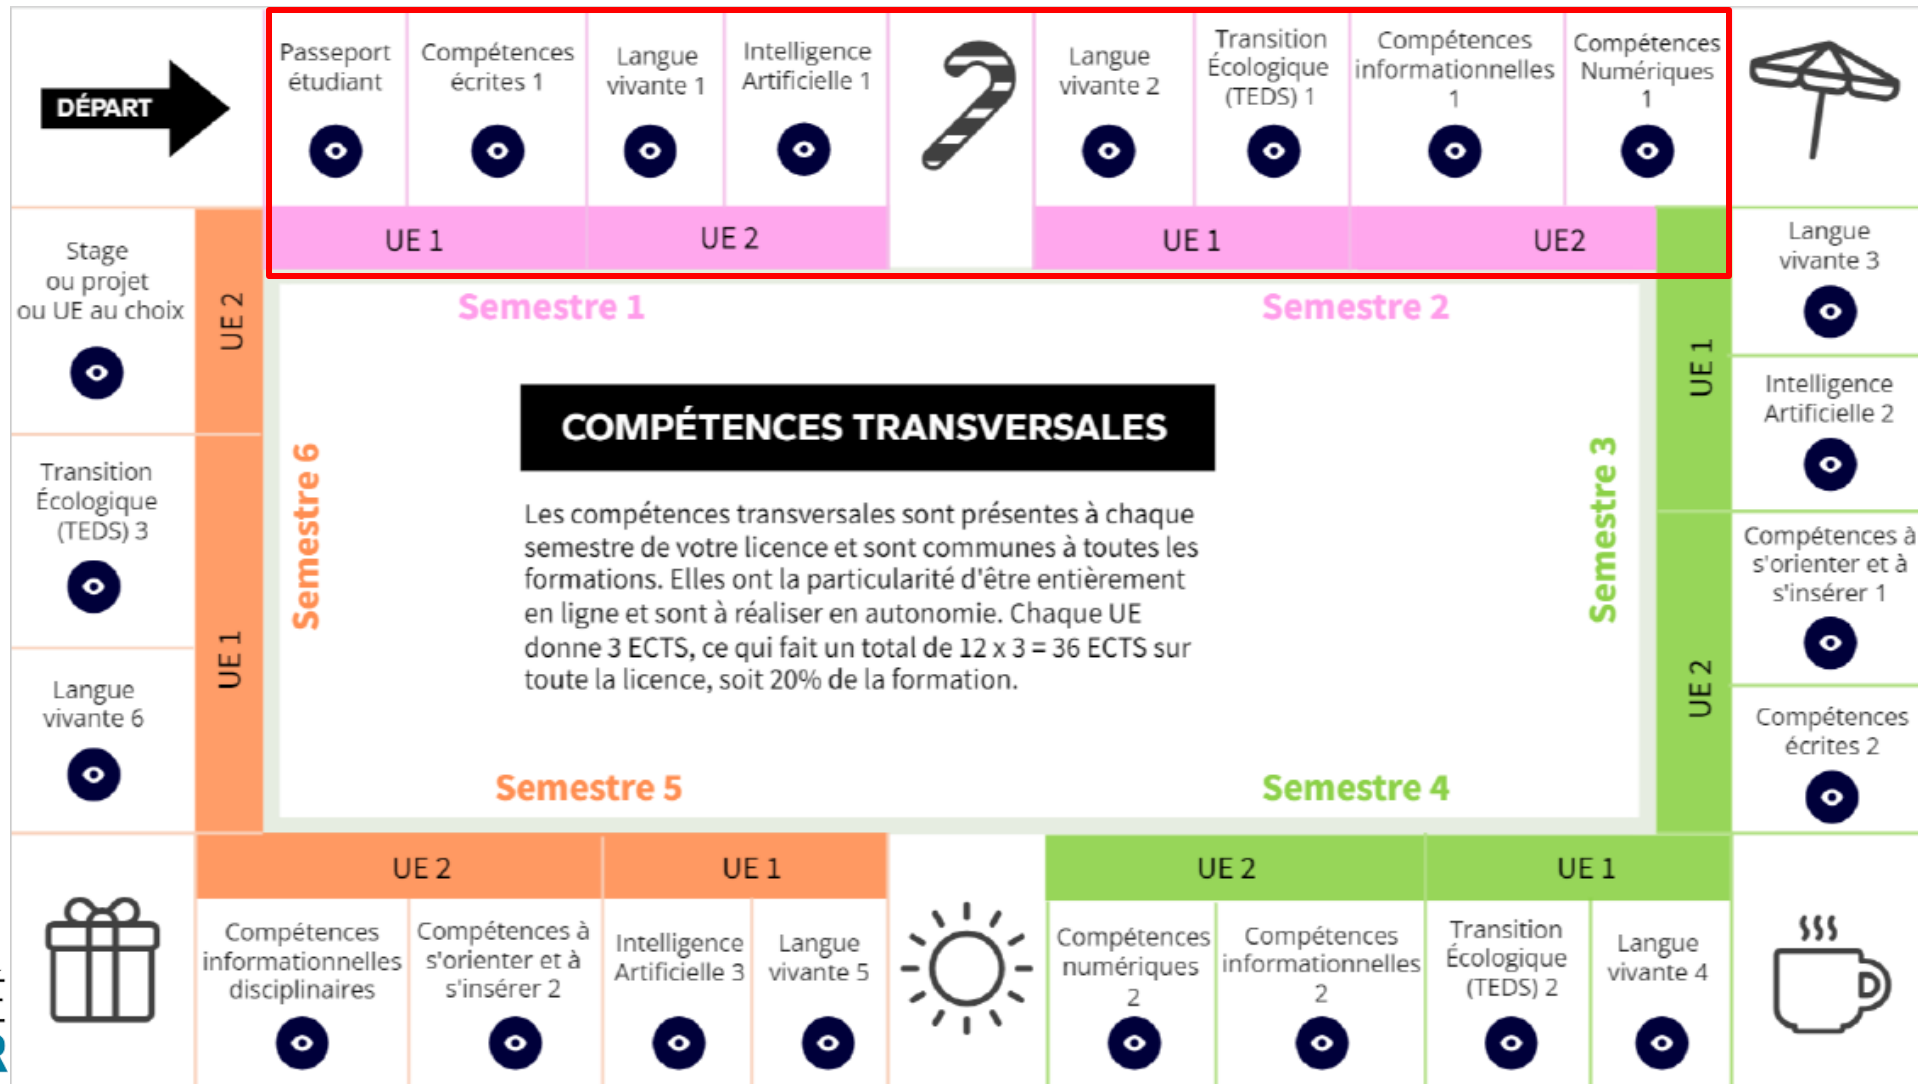 DÉPART
Passeport
étudiant
Compétences
écrites 1
Langue
vivante 1
Intelligence
Artificielle 1
Langue
vivante 2
Transition
Écologique
(TEDS) 1
Compétences
informationnelles
1
Compétences
Numériques
1
UE 1
UE 2
UE 1
UE2
Semestre 1
Semestre 2
Langue
vivante 3
Intelligence
Artificielle 2
UE 1
Compétences à
s'orienter et à
s'insérer 1
Compétences
écrites 2
UE 2
Semestre 3
COMPÉTENCES TRANSVERSALES
Les compétences transversales sont présentes à chaque
semestre de votre licence et sont communes à toutes les
formations. Elles ont la particularité d'être entièrement
en ligne et sont à réaliser en autonomie. Chaque UE
donne 3 ECTS, ce qui fait un total de 12 x 3 = 36 ECTS sur
toute la licence, soit 20% de la formation.
Semestre 4
UE 1
UE 2
Langue
vivante 4
Transition
Écologique
(TEDS) 2
Compétences
informationnelles
2
Compétences
numériques
2
Semestre 5
UE 1
UE 2
Langue
vivante 5
Intelligence
Artificielle 3
Compétences à
s'orienter et à
s'insérer 2
Compétences
informationnelles
disciplinaires
Semestre 6
UE 1
Langue
vivante 6
Transition
Écologique
(TEDS) 3
UE 2
Stage
ou projet
ou UE au choix